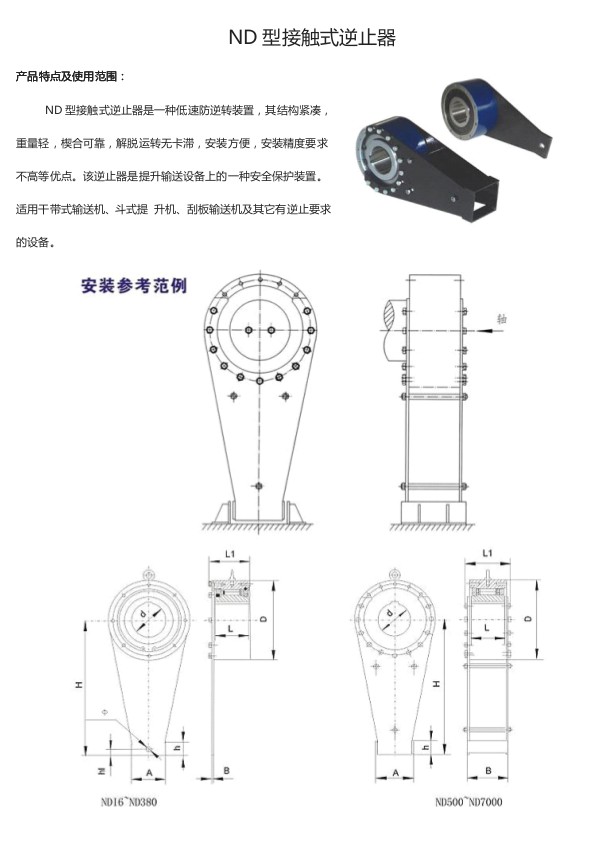 ND 型接触式逆止器
产品特点及使用范围：
ND 型接触式逆止器是一种低速防逆转装置，其结构紧凑，
重量轻，楔合可靠，解脱运转无卡滞，安装方便，安装精度要求
不高等优点。该逆止器是提升输送设备上的一种安全保护装置。
适用干带式输送机、斗式提 升机、刮板输送机及其它有逆止要求
的设备。
安装参考范例
轴
L1
L1
d
L
D
d
L
D
H
H
Φ
h
h
HI
A
B
A
B
ND16~ND380
ND500~ND7000